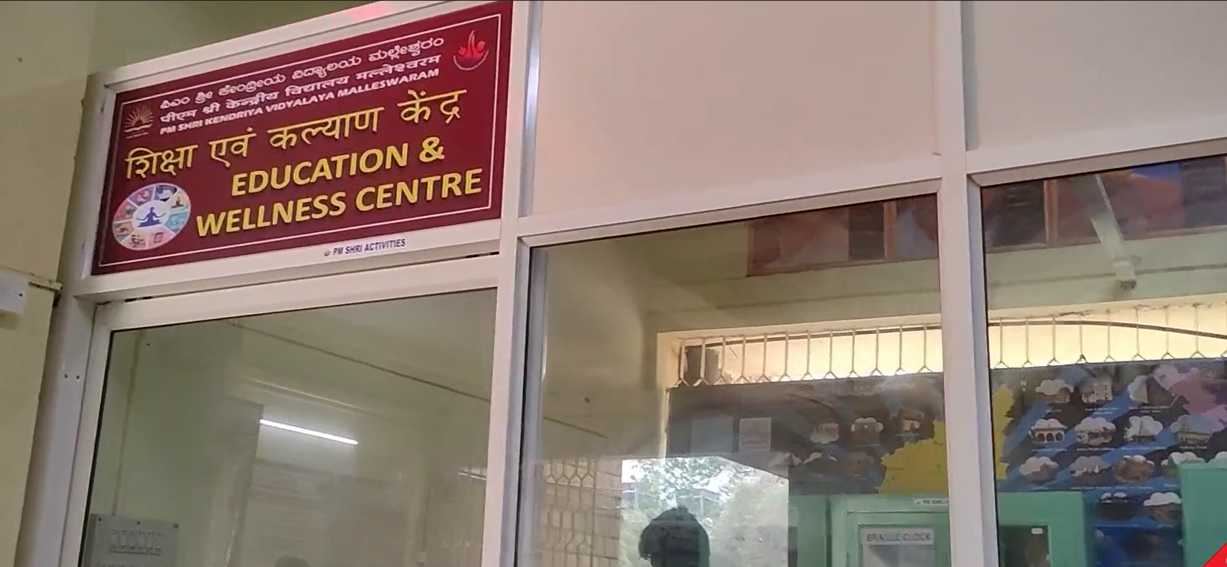 ಪಿಎಂ ಶ್ರೀ ಕೇಂದ್ರೀಯ ವಿದ್ಯಾಲಯ ಮಲ್ಲೇಶ್ವರಂ
पीएम श्री केन्द्रीय विद्यालय मल्लेश्वरम
PM SHRI KENDRIYA VIDYALAYA MALLESWARAM
शिक्षा एवं कल्याण केंद्र
EDUCATION &
WELLNESS CENTRE
PM SHRI ACTIVITIES
BRAILLE CLOCK